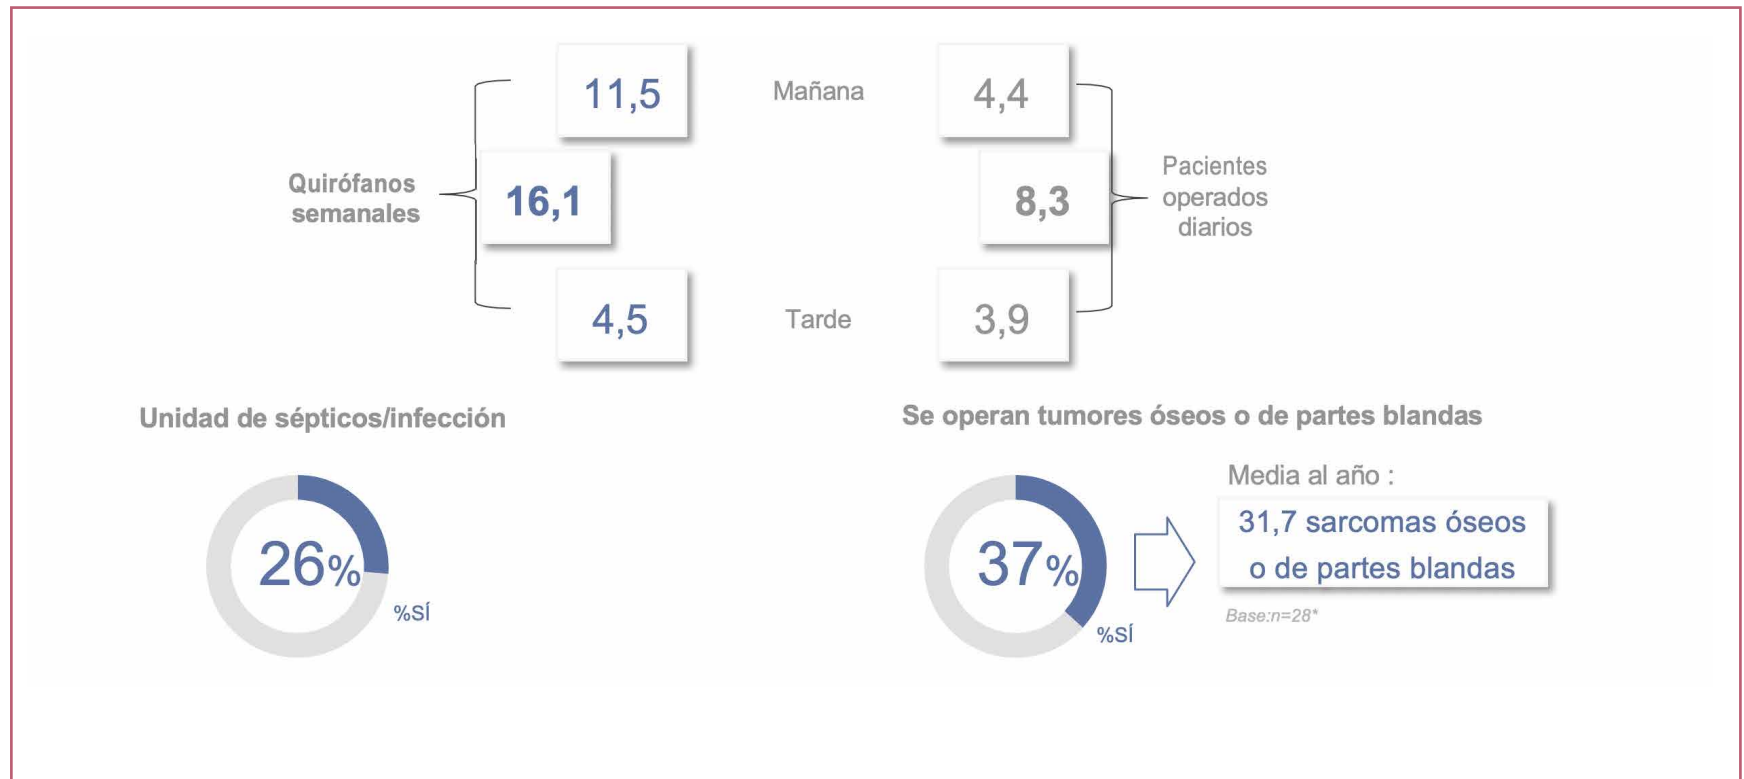 11,5
Mañana
4,4
Quirófanos
semanales
16,1
8,3
Pacientes
operados
diarios
4,5
Tarde
3,9
Unidad de sépticos/infección
Se operan tumores óseos o de partes blandas
26%
%SÍ
37%
%SÍ
Media al año :
31,7 sarcomas óseos
o de partes blandas
Base:n=28*